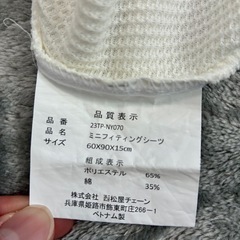 品質表示
品番 23TP-NY070
品名 ミニフィティングシーツ
サイズ 60X90X15cm
組成表示
ポリエステル 65%
綿 35%
株式会社 西松屋チェーン
兵庫県姫路市飾東町庄266-1
ベトナム製